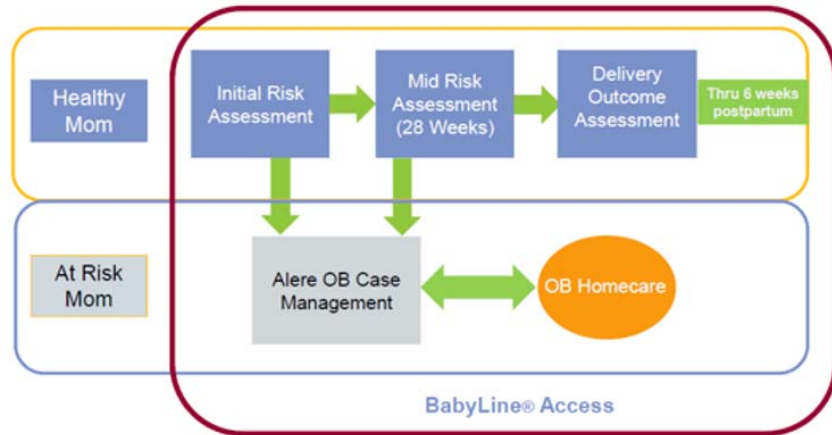 Healthy
Mom
Initial Risk
Assessment
Mid Risk
Assessment
(28 Weeks)
Delivery
Outcome
Assessment
Thru 6 weeks
postpartum
At Risk
Mom
Alere OB Case
Management
OB Homecare
BabyLine® Access